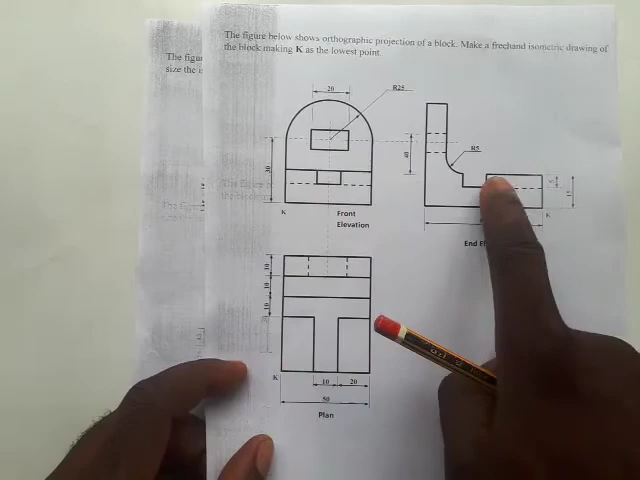 The figure below shows orthographic projection of a block. Make a freehand isometric drawing of
the block making K as the lowest point.
The figu
size the i
20
R25
30
40
R5
5
15
K
Front
Elevation
K
End El
10
10
10
K
10
20
50
Plan